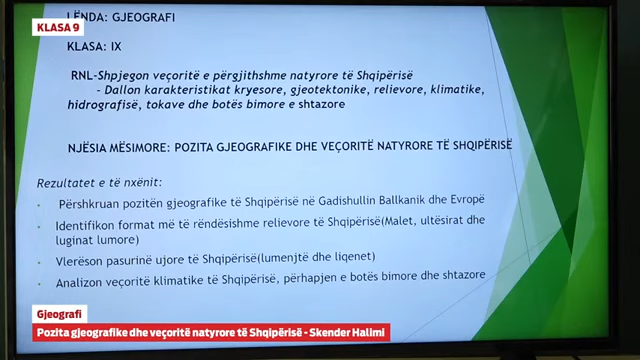 LËNDA: GJEOGRAFI
KLASA 9
KLASA: IX
RNL-Shpjegon veçoritë e përgjithshme natyrore të Shqipërisë
- Dallon karakteristikat kryesore, gjeotektonike, relievore, klimatike,
hidrografisë, tokave dhe botës bimore e shtazore
NJËSIA MËSIMORE: POZITA GJEOGRAFIKE DHE VEÇORITË NATYRORE TË SHQIPËRISË
Rezultatet e të nxënit:
• Përshkruan pozitën gjeografike të Shqipërisë në Gadishullin Ballkanik dhe Evropë
• Identifikon format më të rëndësishme relievore të Shqipërisë(Malet, ultësirat dhe
luginat lumore)
• Vlerëson pasurinë ujore të Shqipërisë(lumenjtë dhe liqenet)
• Analizon veçoritë klimatike të Shqipërisë, përhapjen e botës bimore dhe shtazore
Gjeografi
Pozita gjeografike dhe veçoritë natyrore të Shqipërisë - Skender Halimi